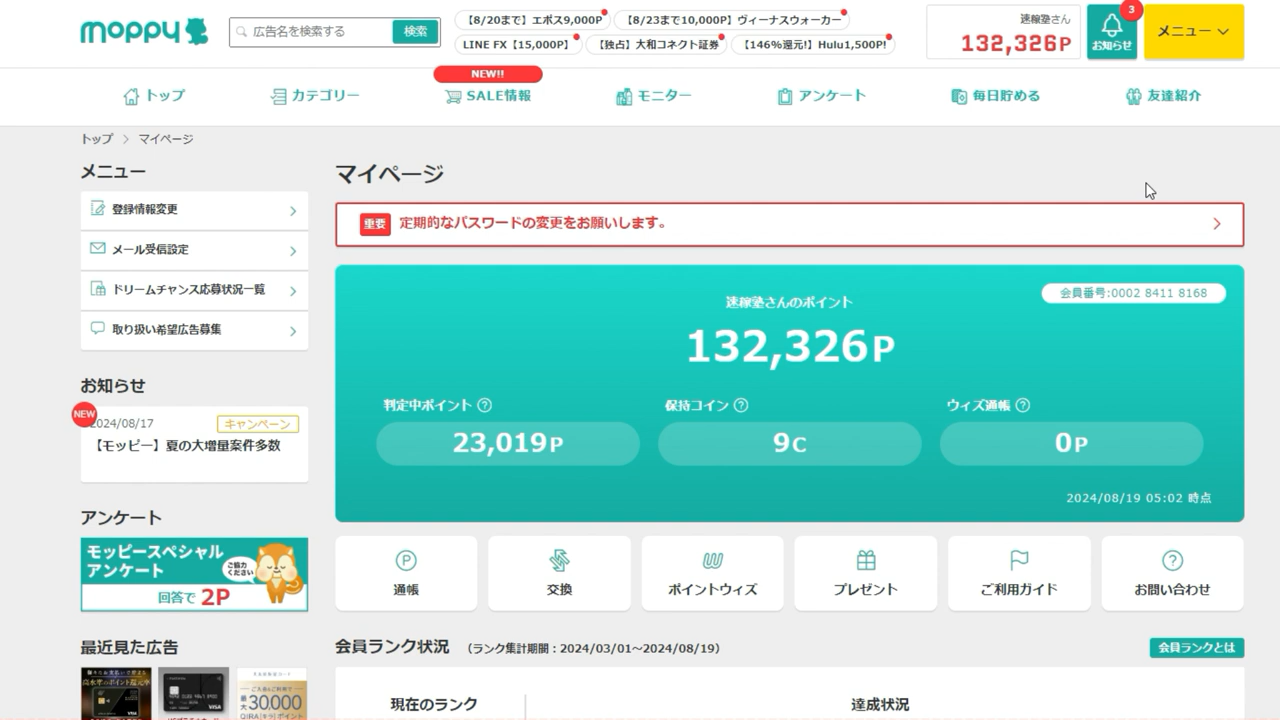 moppy
広告名を検索する
検索
【8/20まで】エポス9,000P
【8/23まで10,000P】ヴィーナスウォーカー
LINE FX【15,000P】
【独占】大和コネクト証券
【146%還元!】Hulu1,500P!
速稼塾さん
132,326P
3
お知らせ
メニュー
NEW!!
トップ
カテゴリー
SALE情報
モニター
アンケート
毎日貯める
友達紹介
トップ > マイページ
メニュー
登録情報変更
メール受信設定
ドリームチャンス応募状況一覧
取り扱い希望広告募集
お知らせ
NEW
2024/08/17
キャンペーン
【モッピー】夏の大増量案件多数
アンケート
モッピースペシャル
アンケート
ご協力
ください
回答で 2P
最近見た広告
VISA
VISA
ご入会&ご利用で
最大30,000
マイページ
重要 定期的なパスワードの変更をお願いします。
会員番号:0002 8411 8168
速稼塾さんのポイント
132,326P
判定中ポイント ?
保持コイン ?
ウィズ通帳 ?
23,019P
9C
0P
2024/08/19 05:02 時点
P
?
通帳
交換
ポイントウィズ
プレゼント
ご利用ガイド
お問い合わせ
会員ランク状況 (ランク集計期間：2024/03/01〜2024/08/19)
会員ランクとは
現在のランク
達成状況